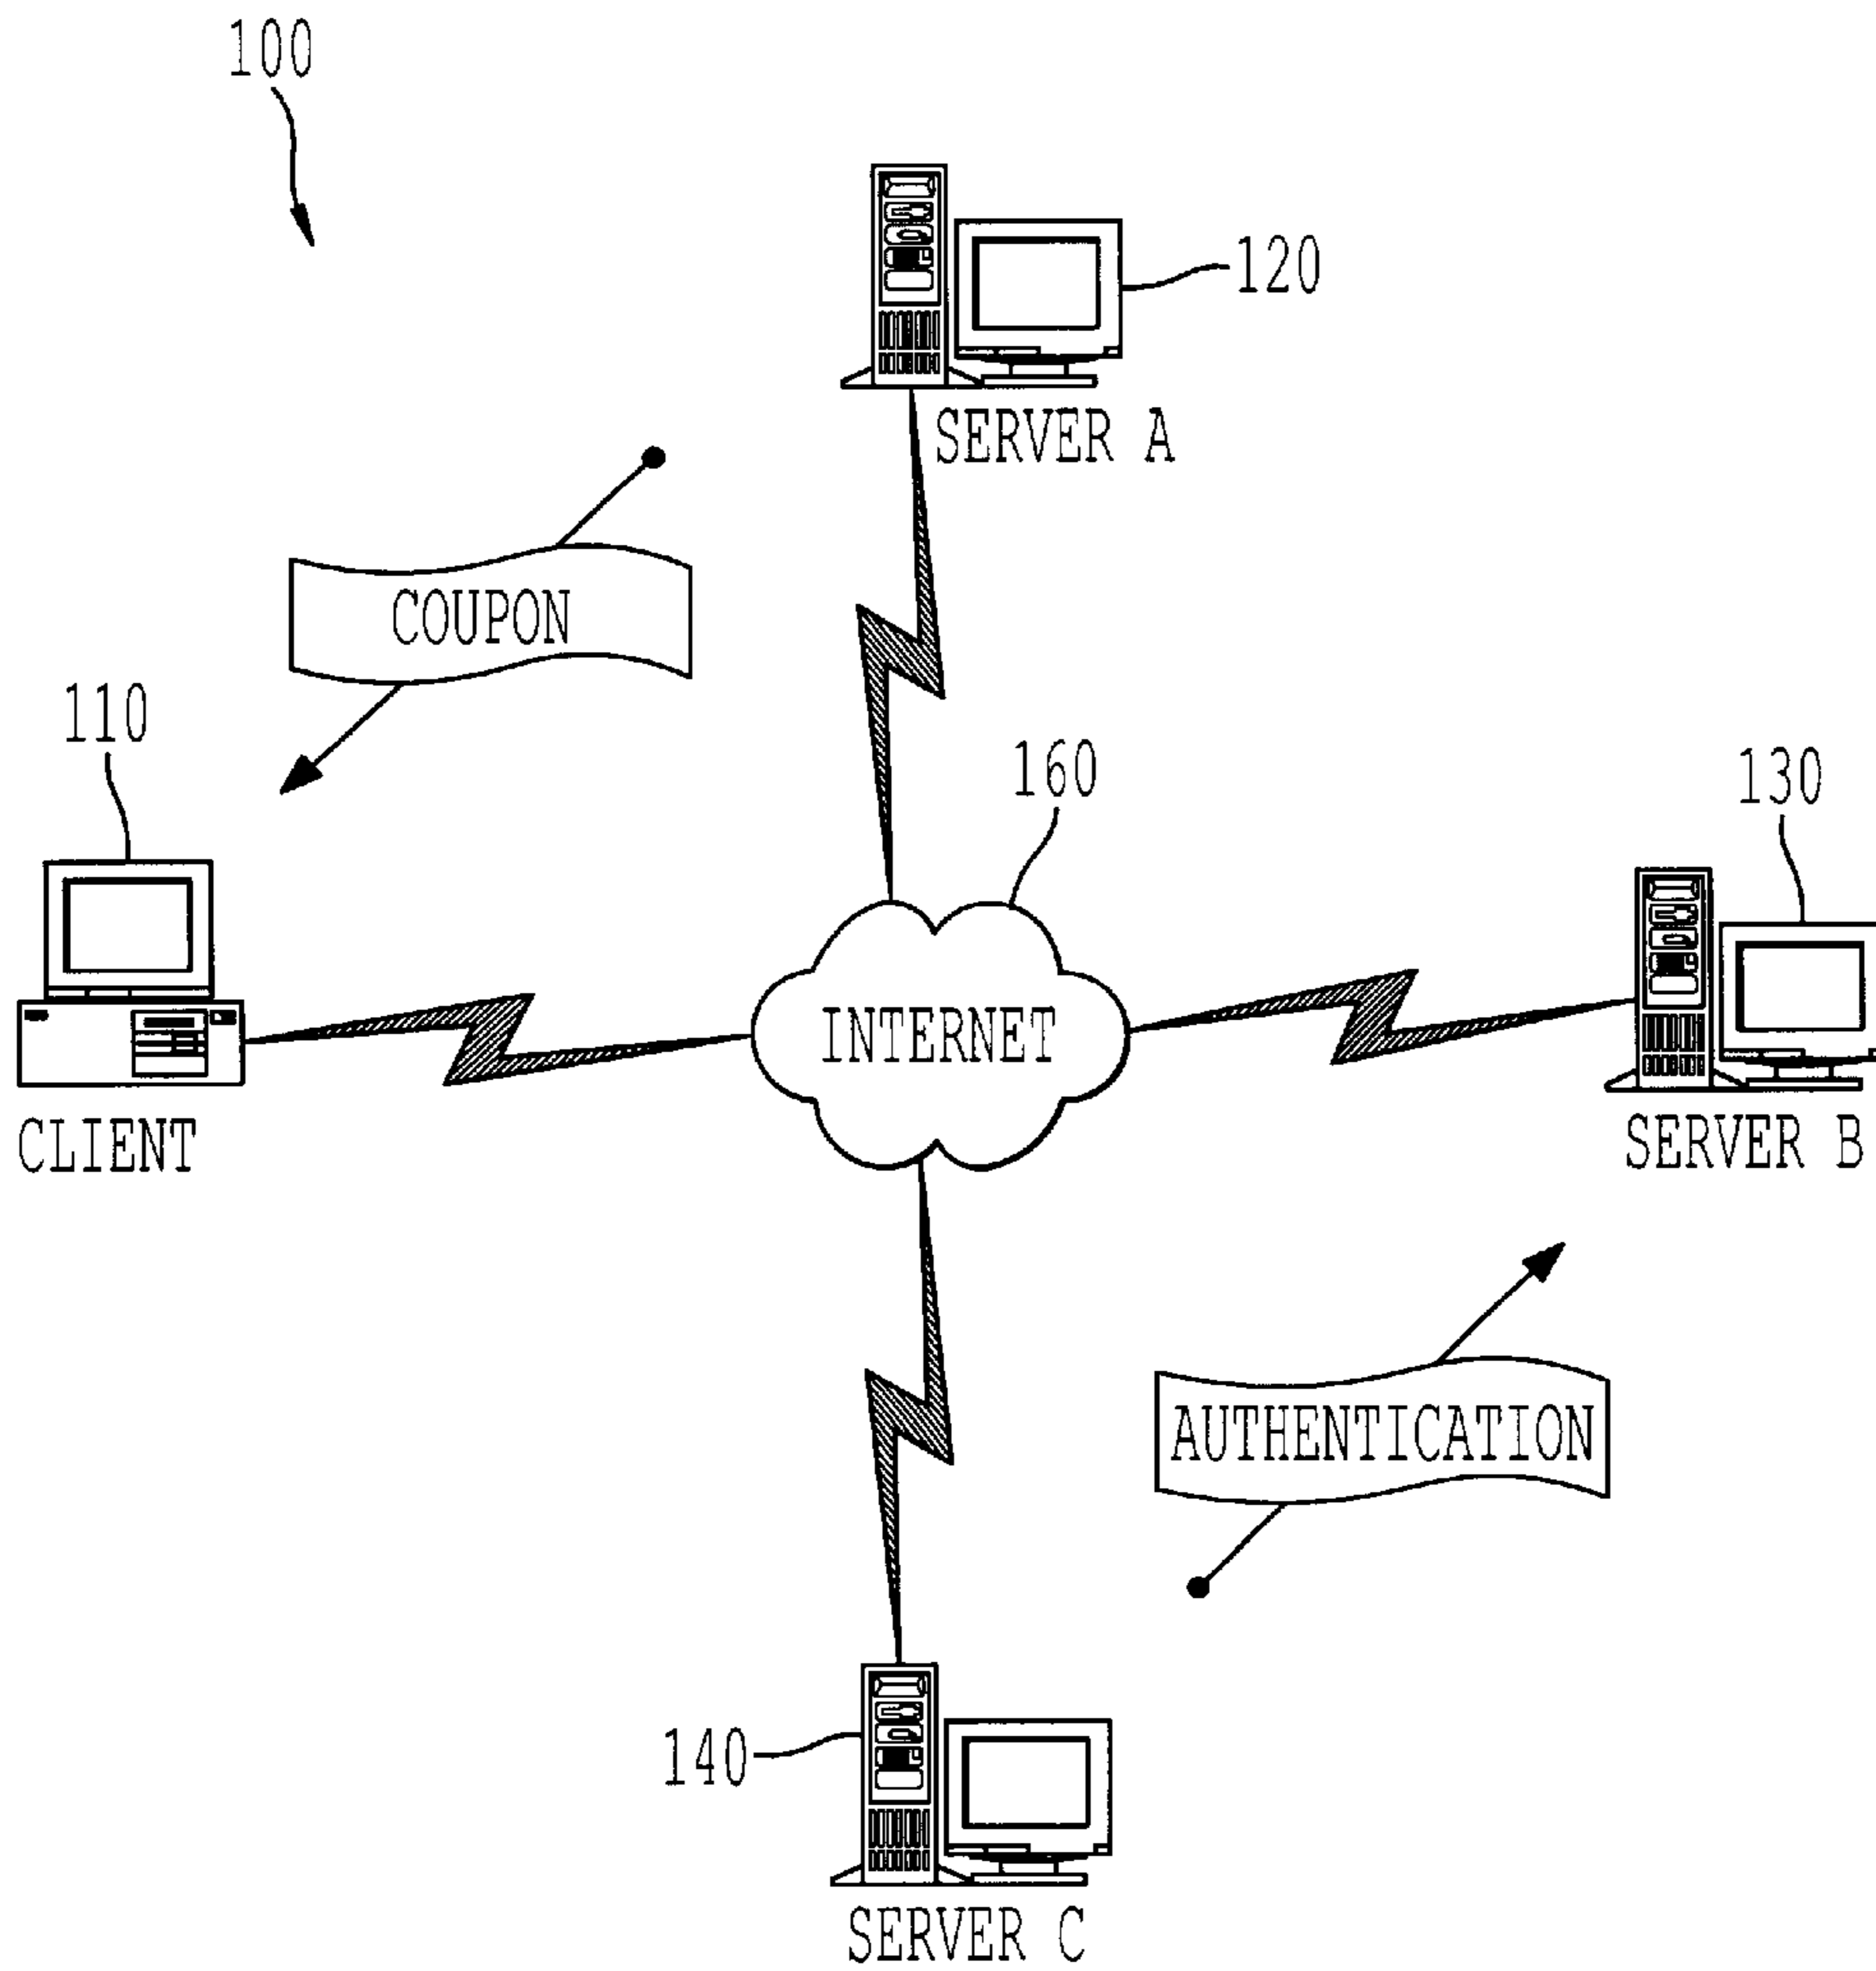 100
120
SERVER A
COUPON
110
160
130
INTERNET
CLIENT
SERVER B
AUTHENTICATION
140
SERVER C